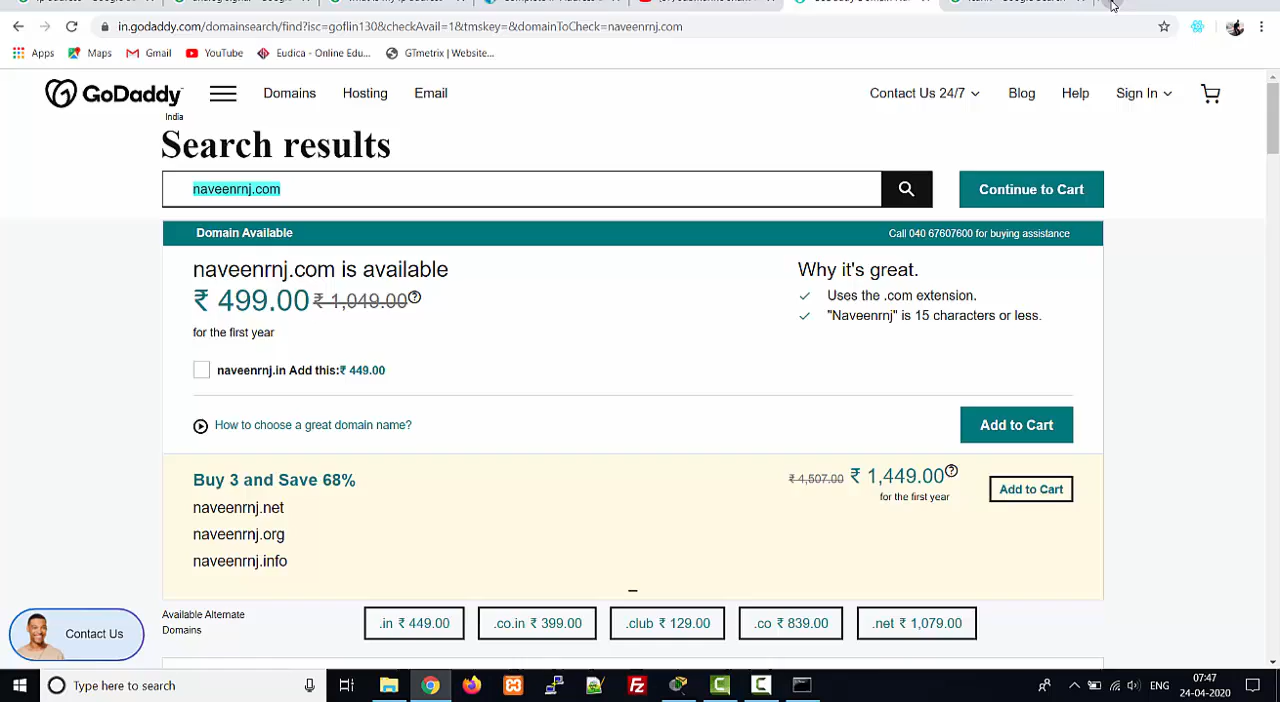 in.godaddy.com/domainsearch/find?isc=goflin130&checkAvail=1&tmskey=&domainToCheck=naveenrnj.com
Apps Maps Gmail YouTube Eudica - Online Edu... GTmetrix | Website...
GoDaddy
India
Domains Hosting Email Contact Us 24/7 Blog Help Sign In
Search results
naveenrnj.com
Continue to Cart
Domain Available
Call 040 67607600 for buying assistance
naveenrnj.com is available
₹ 499.00 ₹ 1,049.00
for the first year
naveenrnj.in Add this:₹ 449.00
Why it's great.
Uses the .com extension.
"Naveenrnj" is 15 characters or less.
How to choose a great domain name?
Add to Cart
Buy 3 and Save 68%
naveenrnj.net
naveenrnj.org
naveenrnj.info
₹ 4,507.00 ₹ 1,449.00
for the first year
Add to Cart
Available Alternate
Domains
.in ₹ 449.00
.co.in ₹ 399.00
.club ₹ 129.00
.co ₹ 839.00
.net ₹ 1,079.00
Contact Us
Type here to search
ENG
07:47
24-04-2020